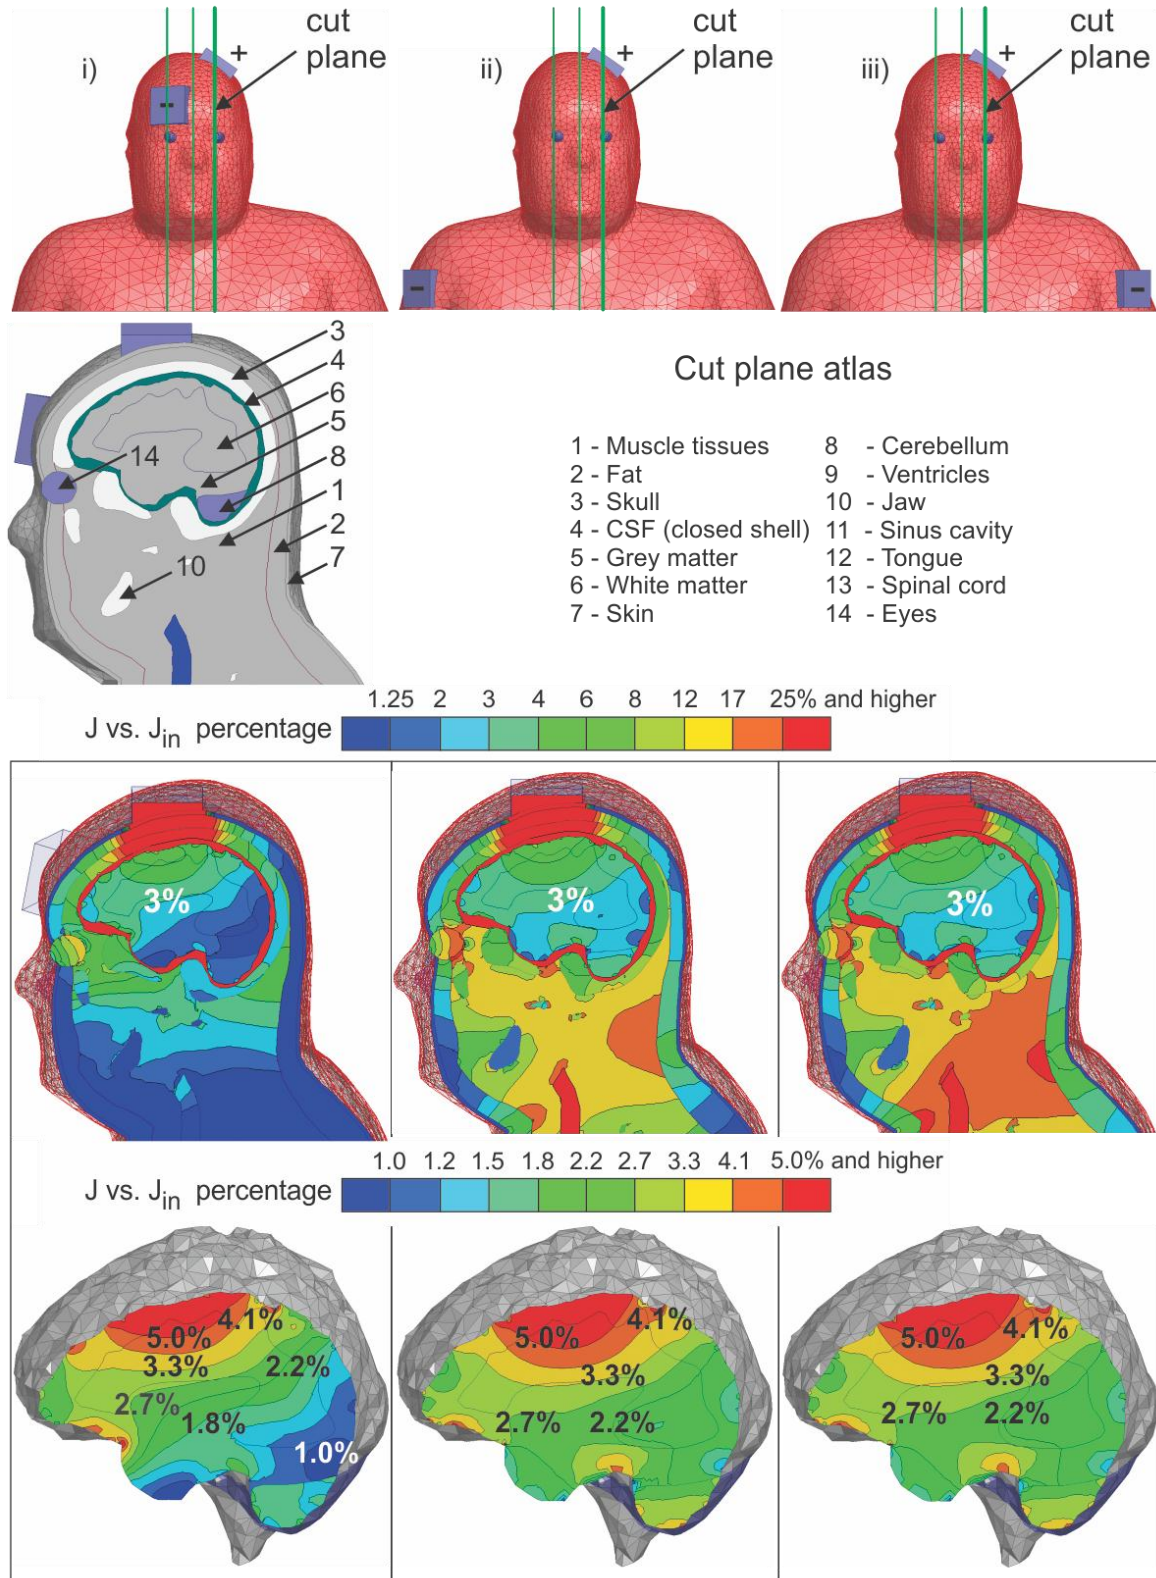 i)
+
cut
plane
-
ii)
+
cut
plane
-
iii)
+
cut
plane
-
3
4
6
5
8
1
2
7
14
10
Cut plane atlas
1 - Muscle tissues
2 - Fat
3 - Skull
4 - CSF (closed shell)
5 - Grey matter
6 - White matter
7 - Skin
8 - Cerebellum
9 - Ventricles
10 - Jaw
11 - Sinus cavity
12 - Tongue
13 - Spinal cord
14 - Eyes
1.25 2 3 4 6 8 12 17 25% and higher
J vs. Jin percentage
3%
3%
3%
1.0 1.2 1.5 1.8 2.2 2.7 3.3 4.1 5.0% and higher
J vs. Jin percentage
4.1%
5.0%
3.3%
2.2%
2.7%
1.8%
1.0%
4.1%
5.0%
3.3%
2.7%
2.2%
4.1%
5.0%
3.3%
2.7%
2.2%